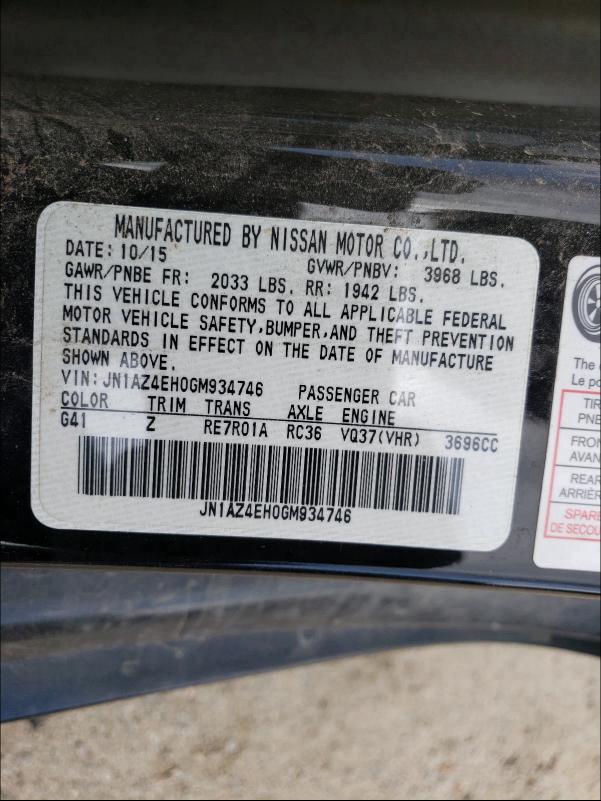 MANUFACTURED BY NISSAN MOTOR CO.,LTD.
DATE: 10/15 GVWR/PNBV: 3968 LBS.
GAWR/PNBE FR: 2033 LBS. RR: 1942 LBS.
THIS VEHICLE CONFORMS TO ALL APPLICABLE FEDERAL
MOTOR VEHICLE SAFETY,BUMPER,AND THEFT PREVENTION
STANDARDS IN EFFECT ON THE DATE OF MANUFACTURE
SHOWN ABOVE.
VIN:JN1AZ4EH0GM934746 PASSENGER CAR
COLOR TRIM TRANS AXLE ENGINE
G41 Z RE7R01A RC36 VQ37(VHR) 3696CC
JN1AZ4EH0GM934746
The
Le po
TIR
PNE
FRON
AVAN
REAR
ARRIÈR
SPARE
DE SECOU